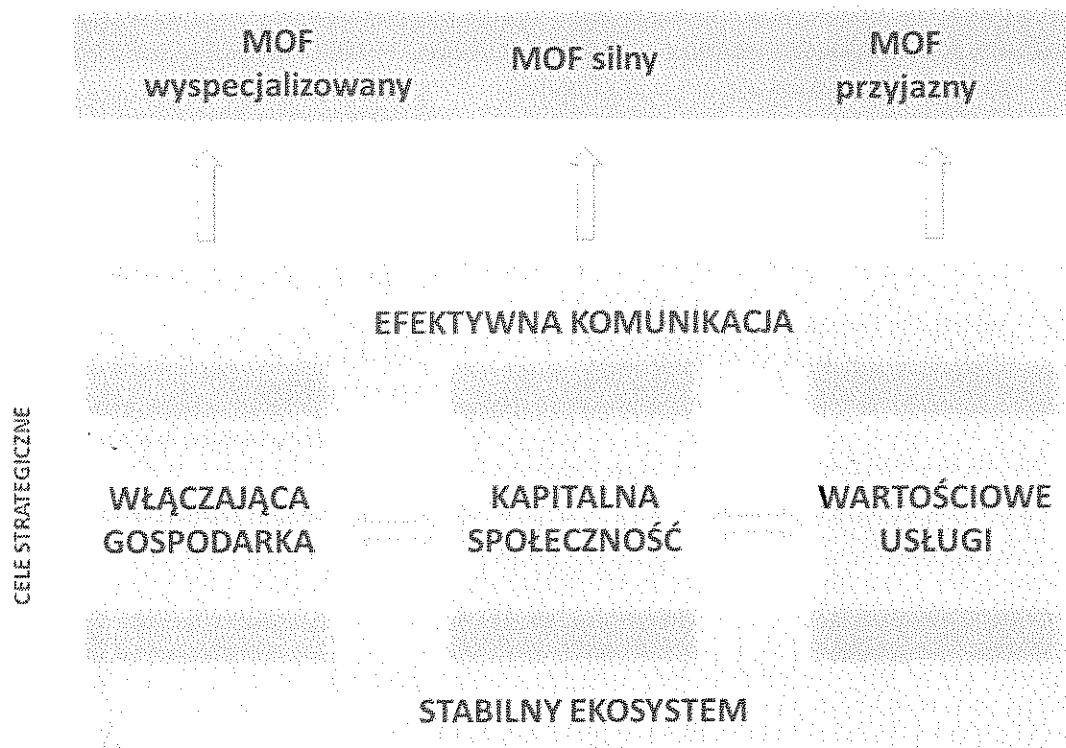 MOF
wyspecjalizowany
MOF silny
MOF
przyjazny
EFEKTYWNA KOMUNIKACJA
CELE STRATEGICZNE
WŁĄCZAJĄCA
GOSPODARKA
KAPITALNA
SPOŁECZNOŚĆ
WARTOŚCIOWE
USŁUGI
STABILNY EKOSYSTEM